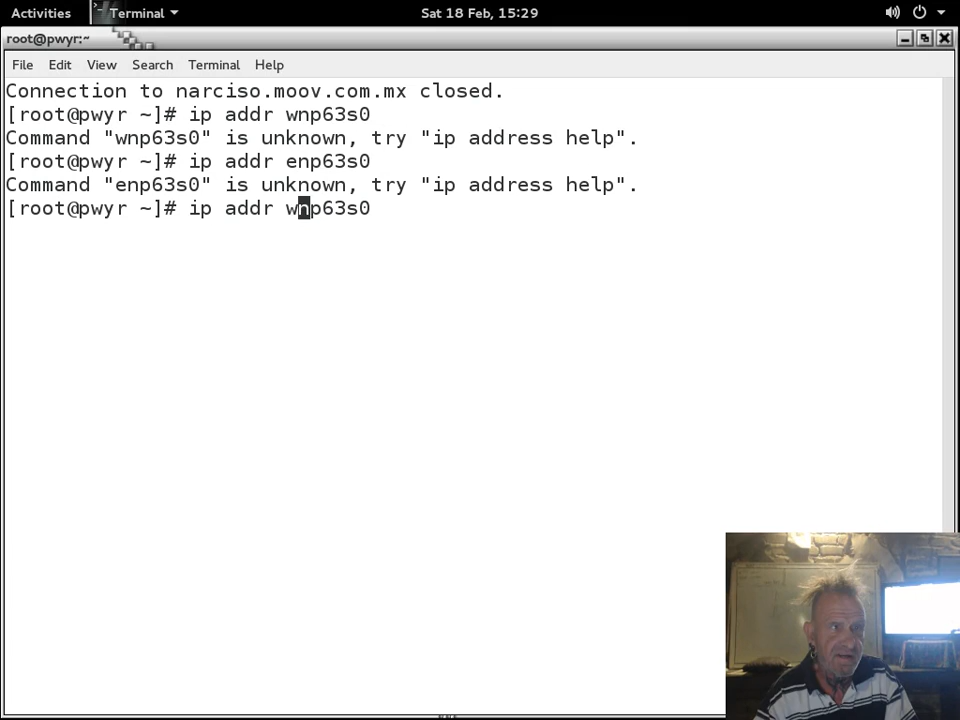 Activities
Terminal
Sat 18 Feb, 15:29
root@pwyr:~
File Edit View Search Terminal Help
Connection to narciso.moov.com.mx closed.
[root@pwyr ~]# ip addr wnp63s0
Command "wnp63s0" is unknown, try "ip address help".
[root@pwyr ~]# ip addr enp63s0
Command "enp63s0" is unknown, try "ip address help".
[root@pwyr ~]# ip addr wnp63s0